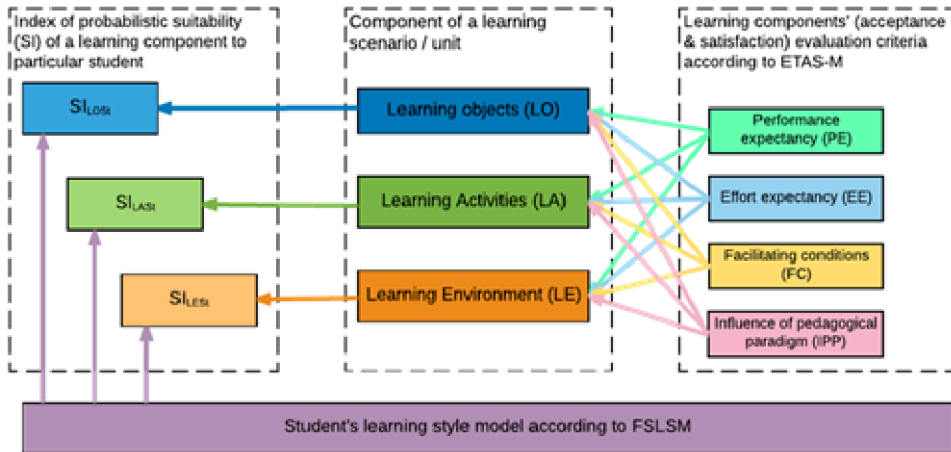 Index of probabilistic suitability
(SI) of a learning component to
particular student
Component of a learning
scenario / unit
Learning components' (acceptance
& satisfaction) evaluation criteria
according to ETAS-M
SILOSt
Learning objects (LO)
Performance
expectancy (PE)
SILASt
Learning Activities (LA)
Effort expectancy (EE)
Facilitating conditions
(FC)
SILESt
Learning Environment (LE)
Influence of pedagogical
paradigm (IPP)
Student's learning style model according to FSLSM